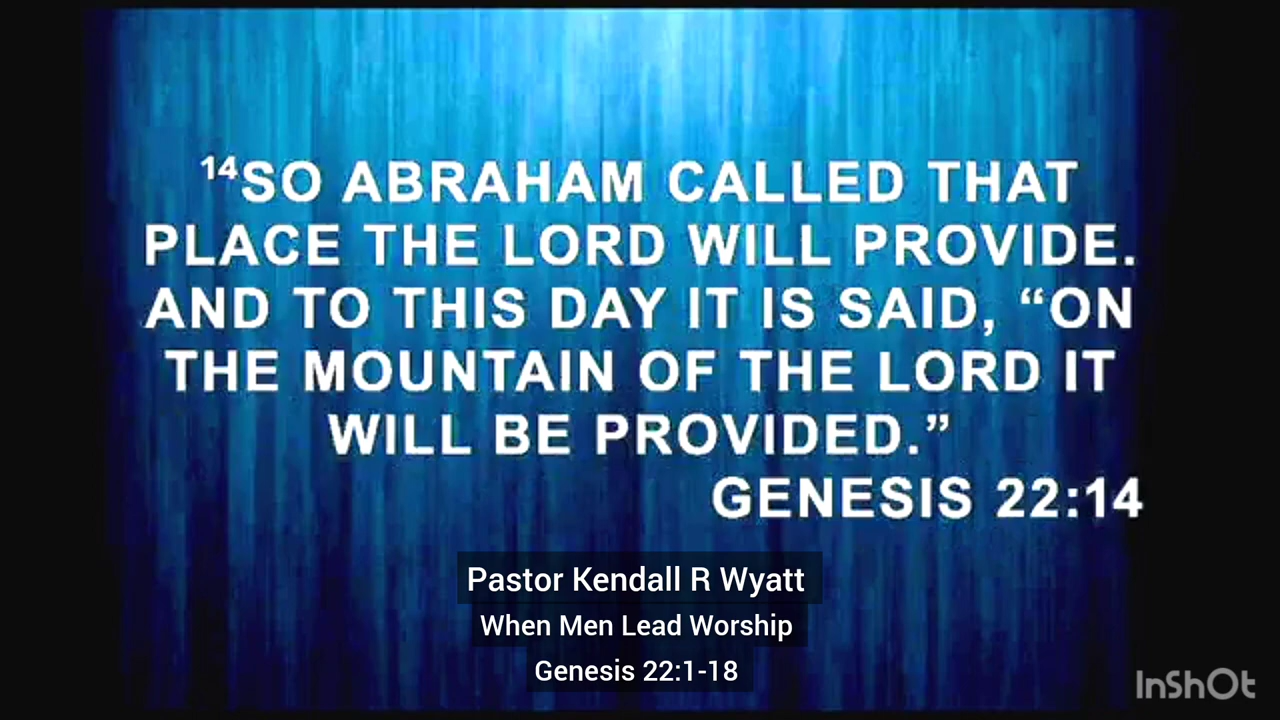 ¹⁴SO ABRAHAM CALLED THAT
PLACE THE LORD WILL PROVIDE.
AND TO THIS DAY IT IS SAID, “ON
THE MOUNTAIN OF THE LORD IT
WILL BE PROVIDED.”
GENESIS 22:14
Pastor Kendall R Wyatt
When Men Lead Worship
Genesis 22:1-18
InShOt